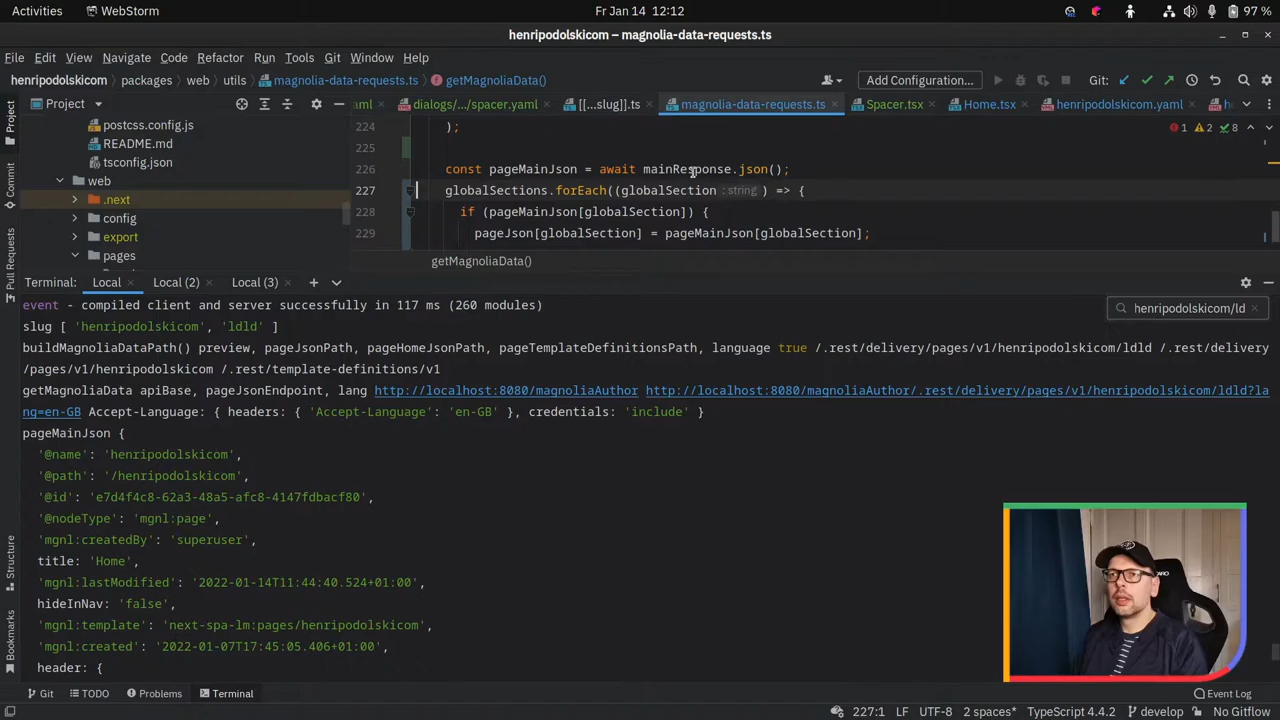 Activities
WebStorm
Fr Jan 14 12:12
97 %
henripodolskicom – magnolia-data-requests.ts
File Edit View Navigate Code Refactor Run Tools Git Window Help
henripodolskicom packages web utils magnolia-data-requests.ts getMagnoliaData()
Add Configuration...
Git:
Project
aml
dialogs/.../spacer.yaml
[[...slug]].ts
magnolia-data-requests.ts
Spacer.tsx
Home.tsx
henripodolskicom.yaml
postcss.config.js
README.md
tsconfig.json
web
.next
config
export
pages
224 );
225
226 const pageMainJson = await mainResponse.json();
227 globalSections.forEach((globalSection : string ) => {
228 if (pageMainJson[globalSection]) {
229 pageJson[globalSection] = pageMainJson[globalSection];
1 2 8
getMagnoliaData()
Project
Commit
Pull Requests
Structure
Bookmarks
Terminal: Local Local (2) Local (3)
henripodolskicom/ld
event - compiled client and server successfully in 117 ms (260 modules)
slug [ 'henripodolskicom', 'ldld' ]
buildMagnoliaDataPath() preview, pageJsonPath, pageHomeJsonPath, pageTemplateDefinitionsPath, language true /.rest/delivery/pages/v1/henripodolskicom/ldld /.rest/delivery
/pages/v1/henripodolskicom /.rest/template-definitions/v1
getMagnoliaData apiBase, pageJsonEndpoint, lang http://localhost:8080/magnoliaAuthor http://localhost:8080/magnoliaAuthor/.rest/delivery/pages/v1/henripodolskicom/ldld?la
ng=en-GB Accept-Language: { headers: { 'Accept-Language': 'en-GB' }, credentials: 'include' }
pageMainJson {
'@name': 'henripodolskicom',
'@path': '/henripodolskicom',
'@id': 'e7d4f4c8-62a3-48a5-afc8-4147fdbacf80',
'@nodeType': 'mgnl:page',
'mgnl:createdBy': 'superuser',
title: 'Home',
'mgnl:lastModified': '2022-01-14T11:44:40.524+01:00',
hideInNav: 'false',
'mgnl:template': 'next-spa-lm:pages/henripodolskicom',
'mgnl:created': '2022-01-07T17:45:05.406+01:00',
header: {
Git TODO Problems Terminal
Event Log
227:1 LF UTF-8 2 spaces* TypeScript 4.4.2 develop No Gitflow